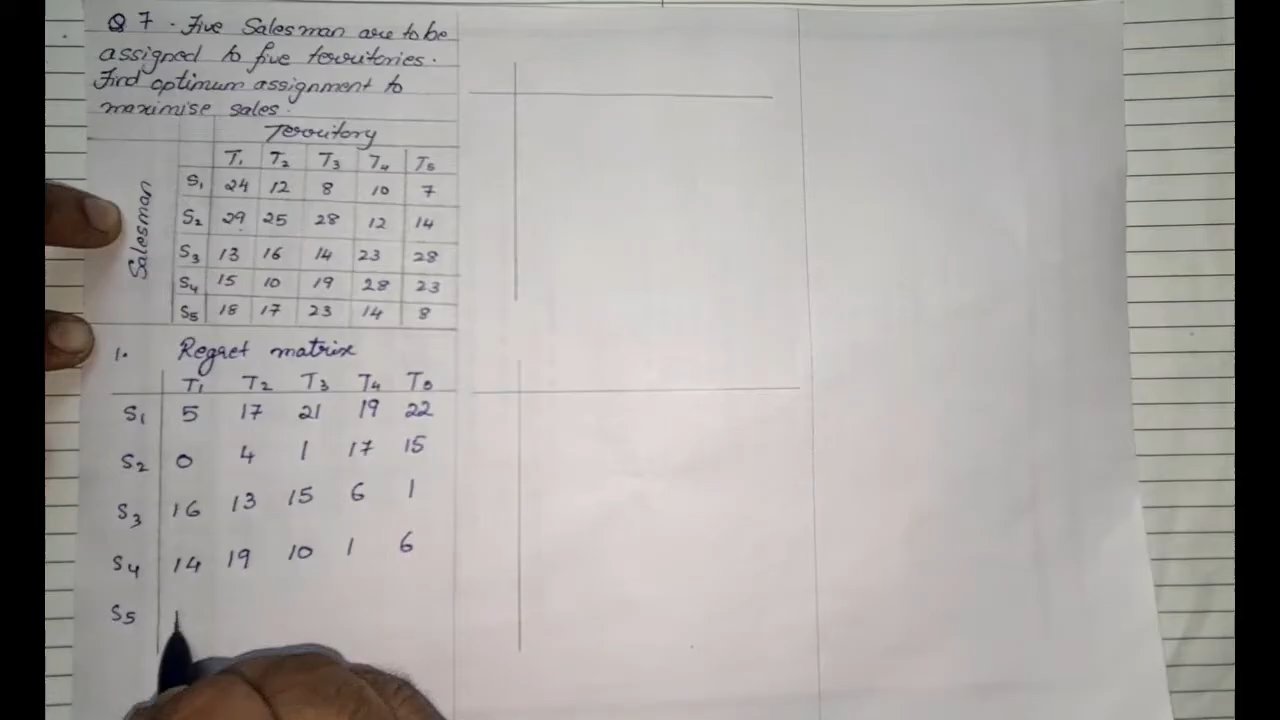 Q 7 . Five Salesman are to be
assigned to five territories.
Find optimum assignment to
maximise sales.
Territory
Salesman
T1 T2 T3 T4 T5
S1 24 12 8 10 7
S2 29 25 28 12 14
S3 13 16 14 23 28
S4 15 10 19 28 23
S5 18 17 23 14 8
1. Regret matrix
T1 T2 T3 T4 T5
S1 5 17 21 19 22
S2 0 4 1 17 15
S3 16 13 15 6 1
S4 14 19 10 1 6
S5